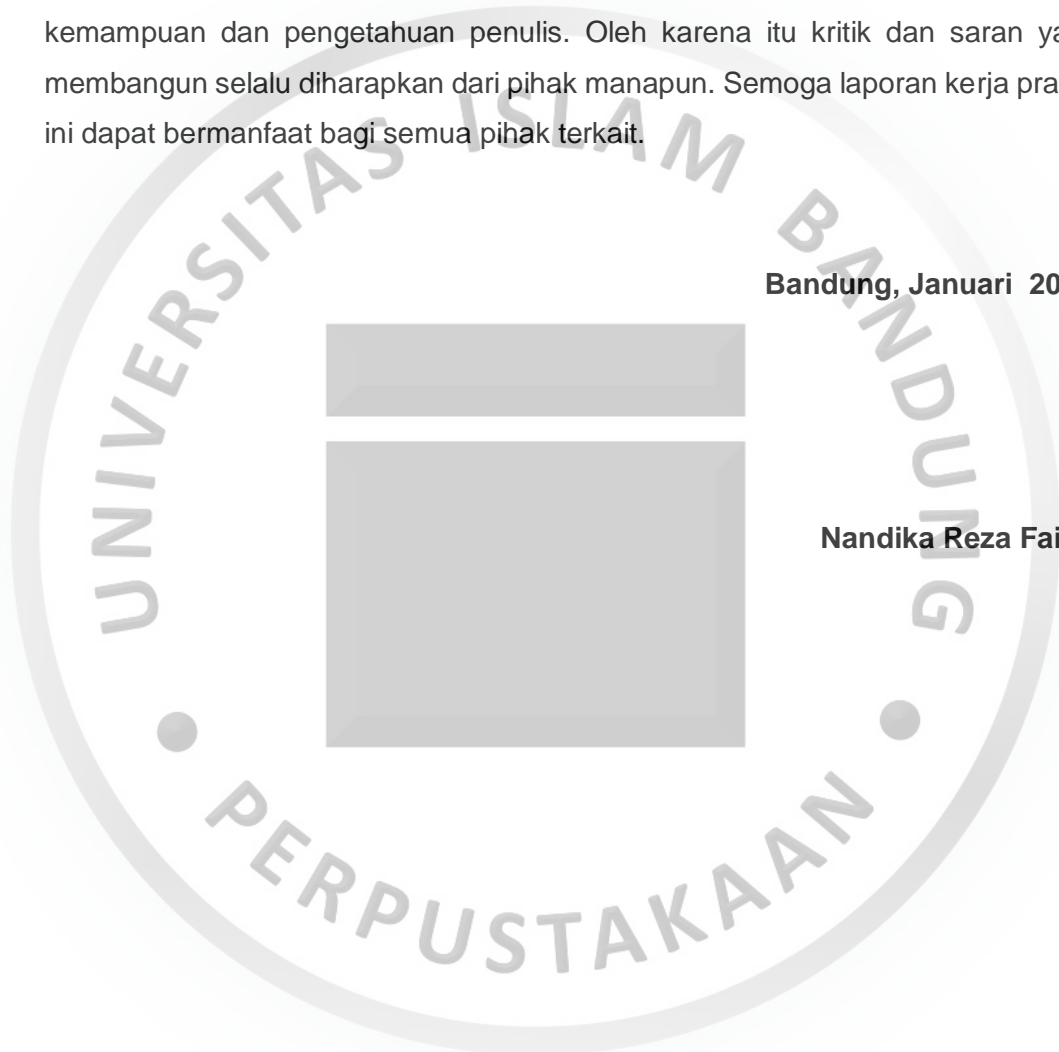 kemampuan dan pengetahuan penulis. Oleh karena itu kritik dan saran ya
membangun selalu diharapkan dari pihak manapun. Semoga laporan kerja pra
ini dapat bermanfaat bagi semua pihak terkait.
UNIVERSITAS ISLAM BANDUNG
Bandung, Januari 20
Nandika Reza Fai
PERPUSTAKAAN